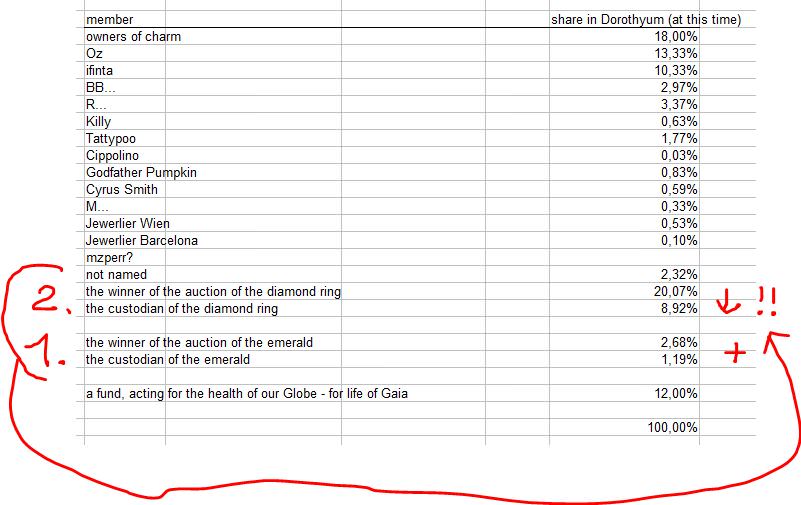 member share in Dorothyum (at this time)
owners of charm 18,00%
Oz 13,33%
ifinta 10,33%
BB... 2,97%
R... 3,37%
Killy 0,63%
Tattypoo 1,77%
Cippolino 0,03%
Godfather Pumpkin 0,83%
Cyrus Smith 0,59%
M... 0,33%
Jewerlier Wien 0,53%
Jewerlier Barcelona 0,10%
mzperr?
not named 2,32%
the winner of the auction of the diamond ring 20,07%
2. the custodian of the diamond ring 8,92% ↓ !!
the winner of the auction of the emerald 2,68%
1. the custodian of the emerald 1,19% +
a fund, acting for the health of our Globe - for life of Gaia 12,00%
100,00%